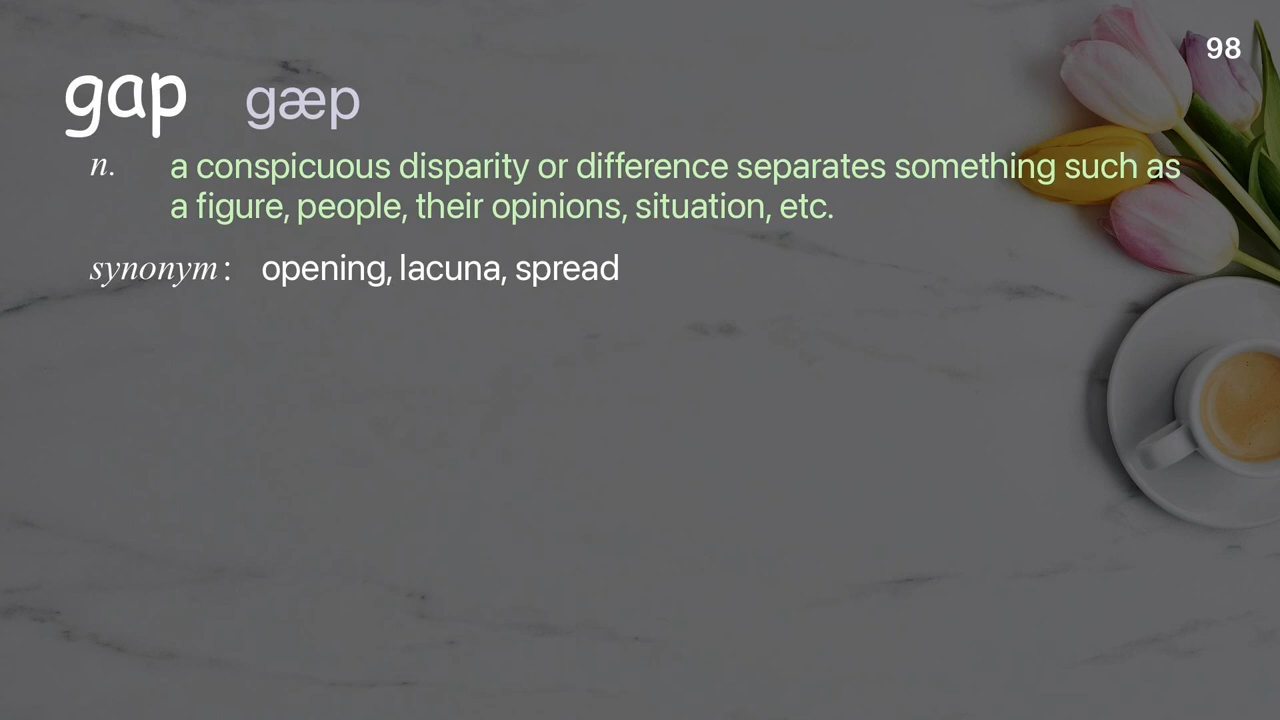 98
gap gæp
n. a conspicuous disparity or difference separates something such as
a figure, people, their opinions, situation, etc.
synonym: opening, lacuna, spread